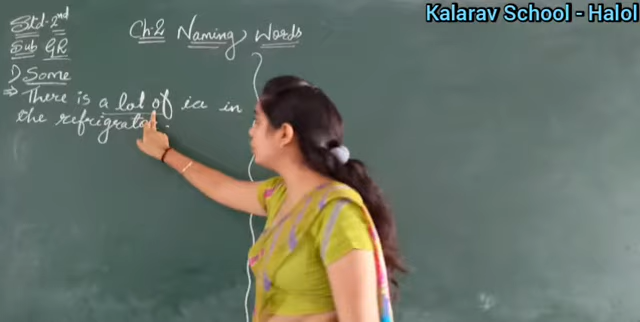 Kalarav School - Halol
Std-2nd
Sub GR
Ch-2 Naming Words
1) Some
⇒ There is a lot of ice in
the refrigrator.